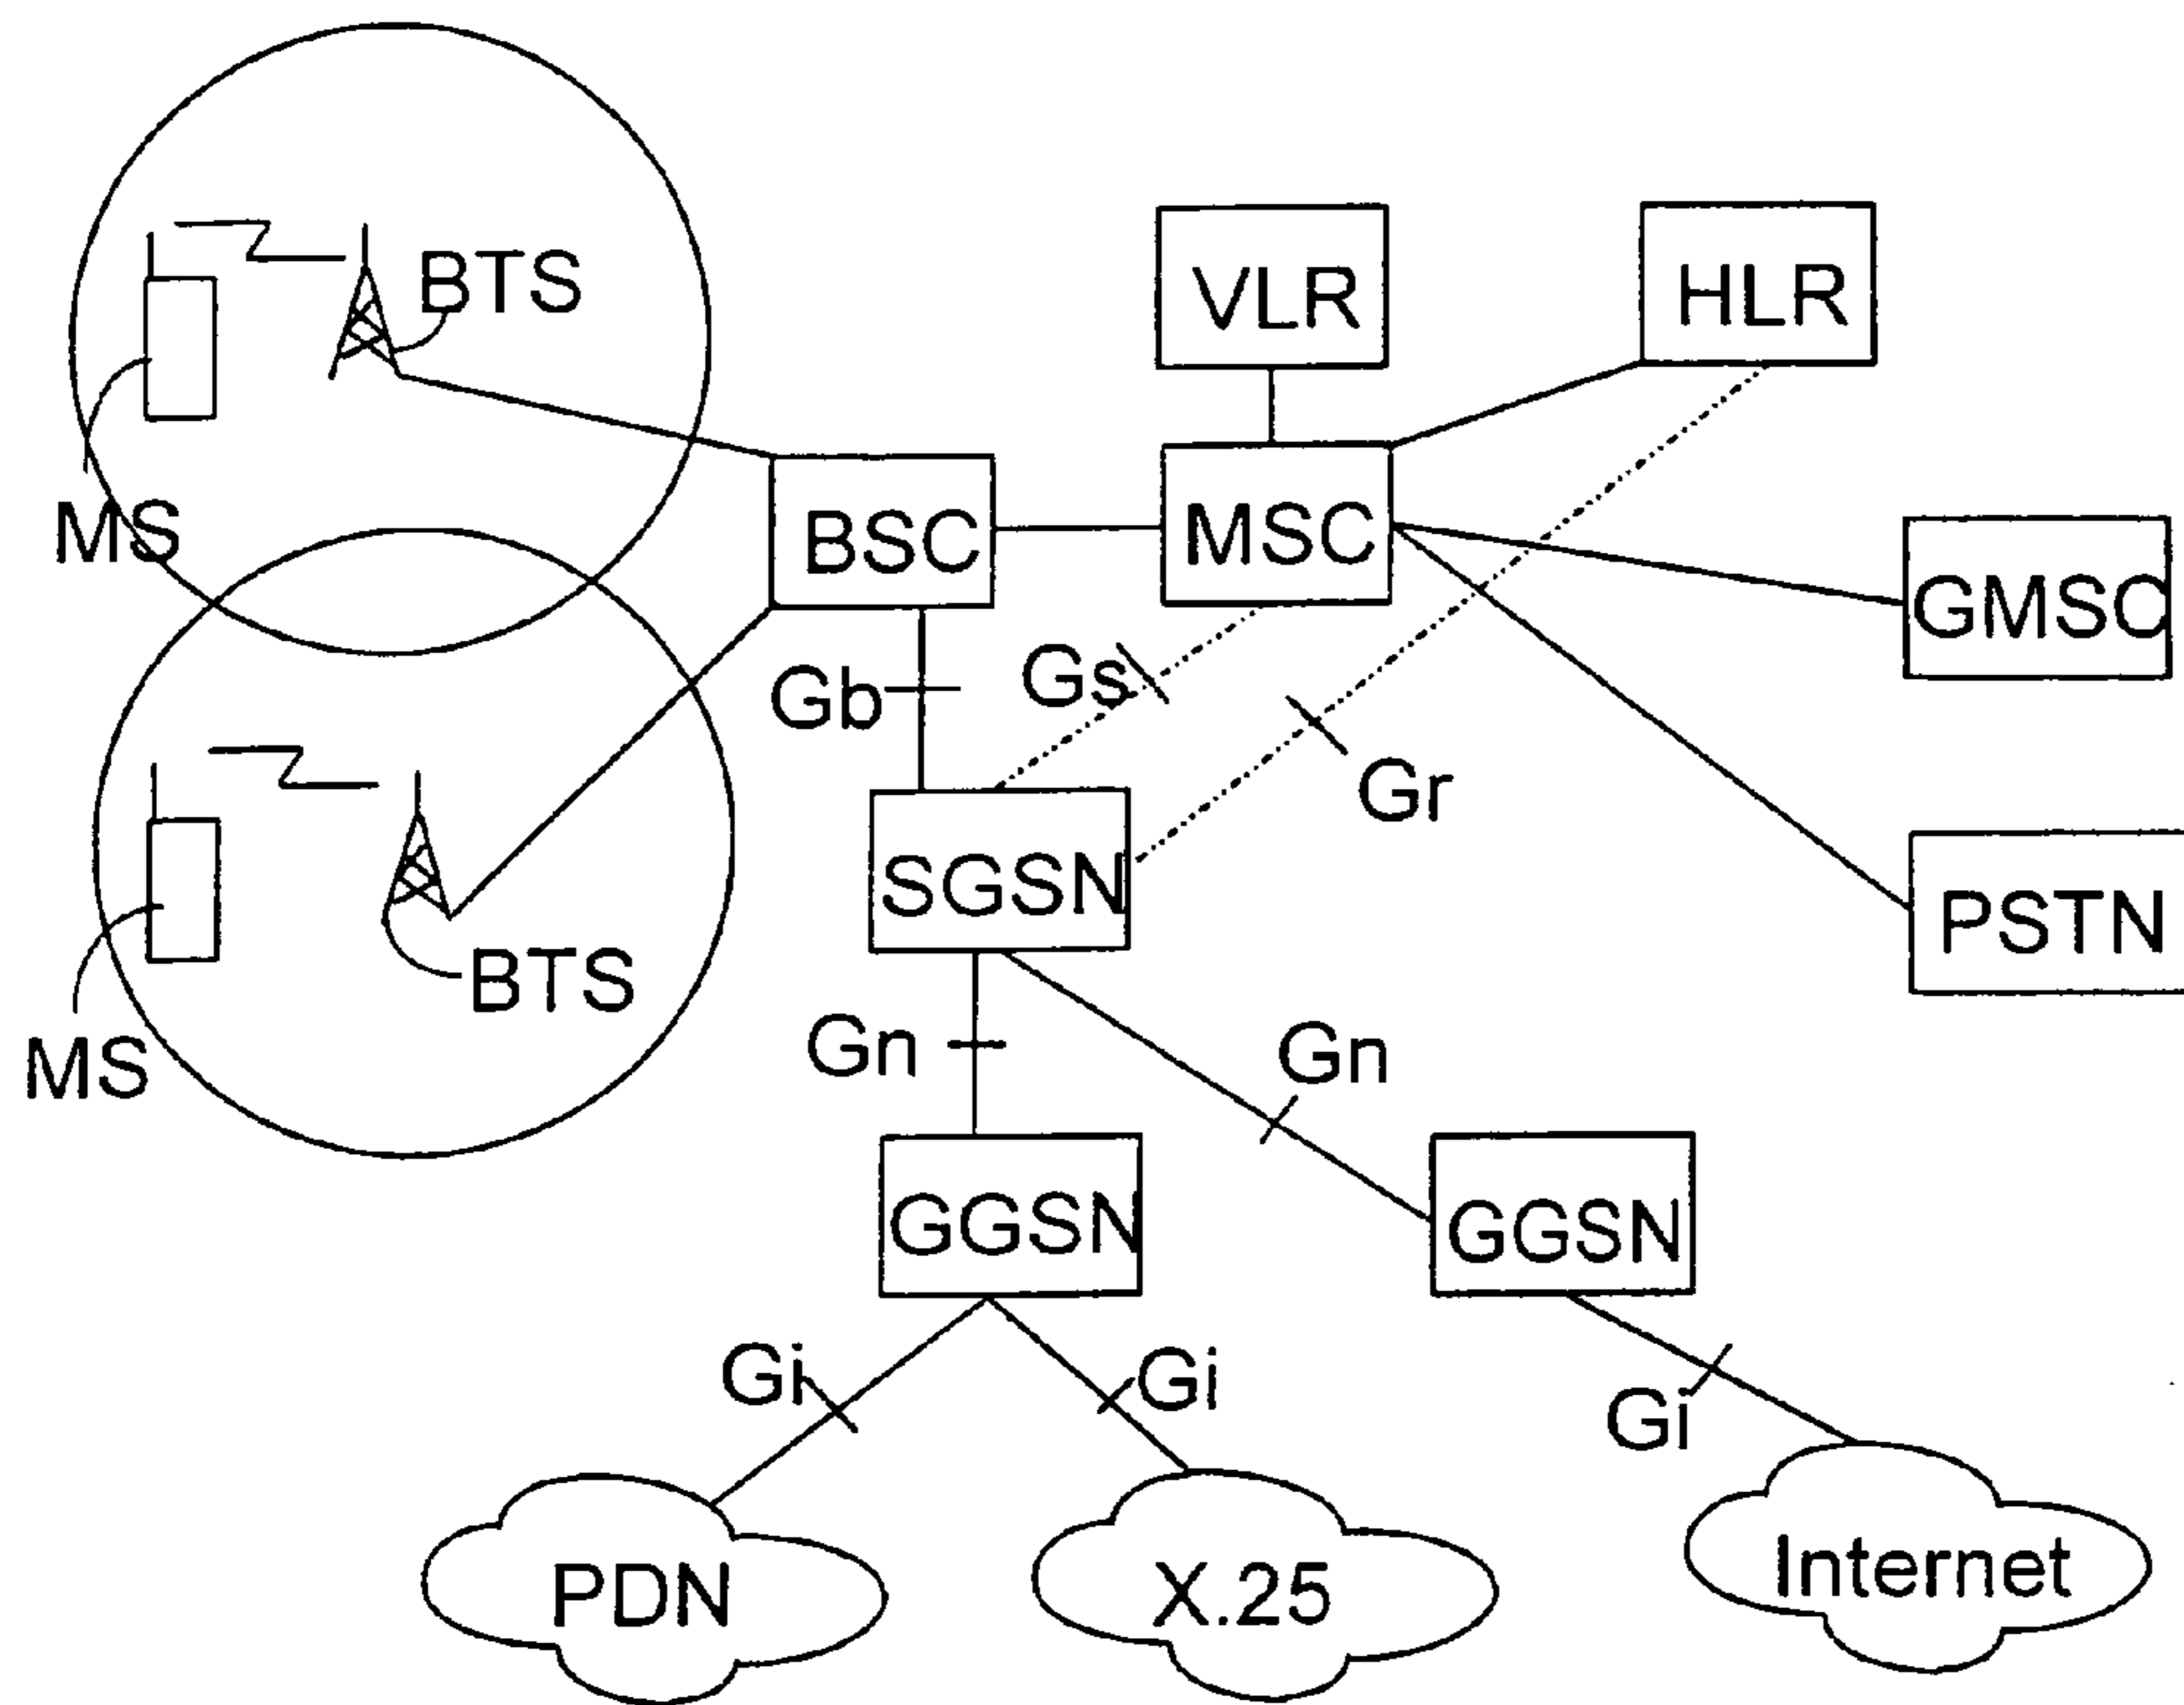 BTS
VLR
HLR
MS
BSC
MSC
GMSC
Gb
Gs
Gr
SGSN
PSTN
BTS
MS
Gn
Gn
GGSN
GGSN
Gi
Gi
Gi
PDN
X.25
Internet